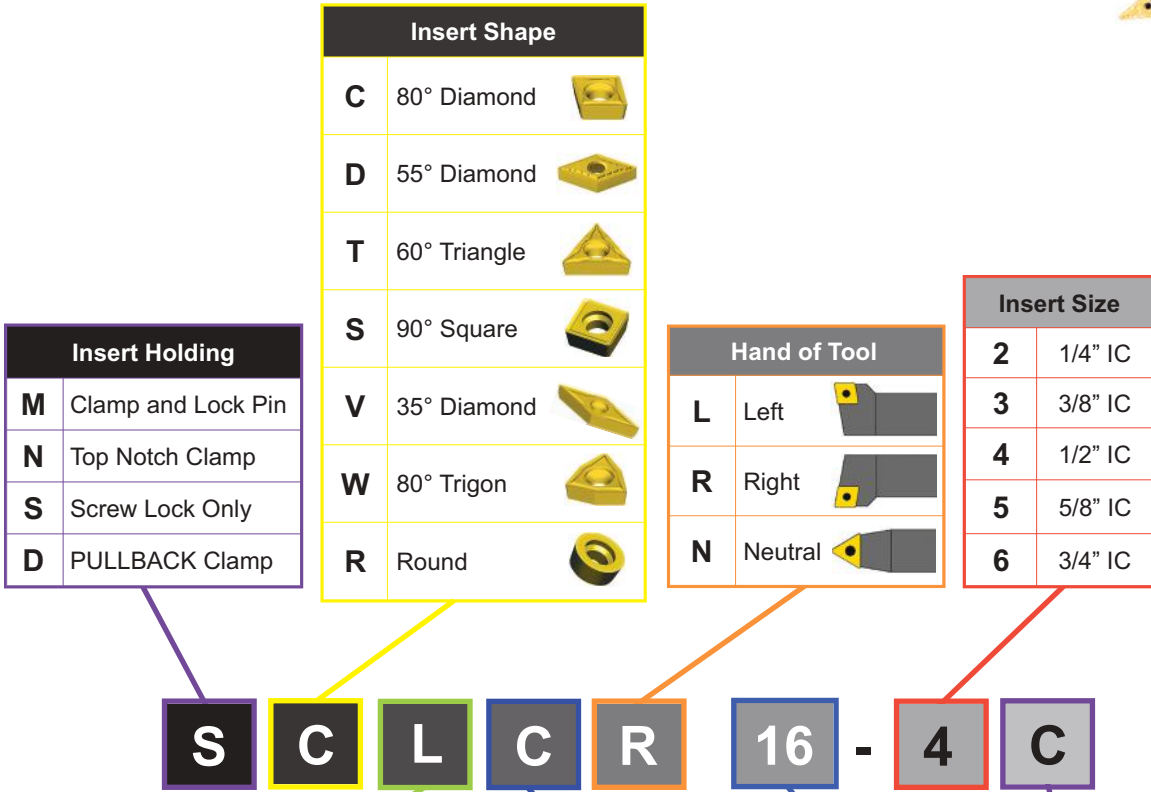 Insert Shape
C 80° Diamond
D 55° Diamond
T 60° Triangle
S 90° Square
V 35° Diamond
W 80° Trigon
R Round
Insert Holding
M Clamp and Lock Pin
N Top Notch Clamp
S Screw Lock Only
D PULLBACK Clamp
Hand of Tool
L Left
R Right
N Neutral
Insert Size
2 1/4” IC
3 3/8” IC
4 1/2” IC
5 5/8” IC
6 3/4” IC
S C L C R 16 - 4 C